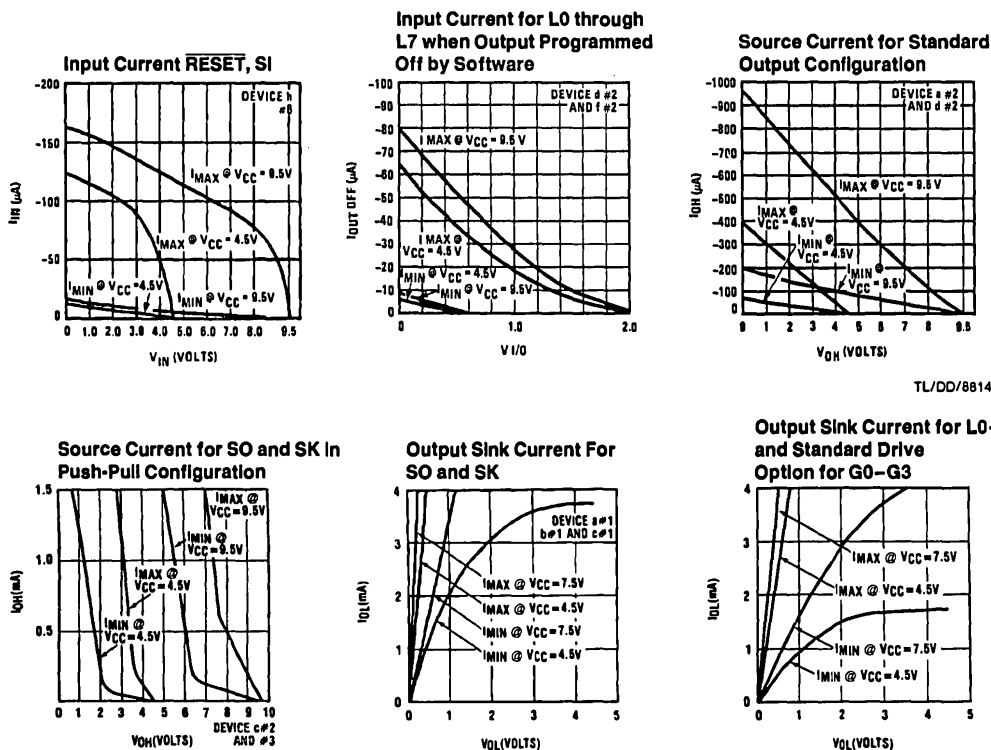 Input Current RESET, SI
-200
-150
-100
-50
0
IIN (μA)
DEVICE h
#8
IMAX @ VCC = 9.5V
IMAX @ VCC = 4.5V
IMIN @ VCC = 4.5V
IMIN @ VCC = 9.5V
0 1.0 2.0 3.0 4.0 5.0 6.0 7.0 8.0 9.5
VIN (VOLTS)
Input Current for L0 through
L7 when Output Programmed
Off by Software
-100
-90
-80
-70
-60
-50
-40
-30
-20
-10
0
IOUT OFF (μA)
DEVICE d #2
AND f #2
I MAX @ VCC = 9.5 V
I MAX @
VCC = 4.5V
IMIN @ VCC = 4.5V
IMIN @ VCC = 9.5V
0 1.0 2.0
V I/O
Source Current for Standard
Output Configuration
-1000
-900
-800
-700
-600
-500
-400
-300
-200
-100
0
IOH (μA)
DEVICE a #2
AND d #2
IMAX @ VCC = 9.5V
IMAX @
VCC = 4.5V
IMIN @
VCC = 4.5V
IMIN @
VCC = 9.5V
0 1 2 3 4 5 6 7 8 9.5
VOH (VOLTS)
TL/DD/8814
Source Current for SO and SK in
Push-Pull Configuration
1.5
1.0
0.5
IOH(mA)
IMAX @
VCC=9.5V
IMIN @
VCC=9.5V
IMAX @
VCC=4.5V
IMIN @
VCC=4.5V
0 1 2 3 4 5 6 7 8 9 10
VOH(VOLTS)
DEVICE c#2
AND #3
Output Sink Current For
SO and SK
4
3
2
1
0
IOL(mA)
DEVICE a#1
b#1 AND c#1
IMAX @ VCC=7.5V
IMAX @ VCC=4.5V
IMIN @ VCC=7.5V
IMIN @ VCC=4.5V
0 1 2 3 4 5
VOL(VOLTS)
Output Sink Current for L0-
and Standard Drive
Option for G0–G3
4
3
2
1
0
IOL(mA)
IMAX @ VCC=7.5V
IMAX @ VCC=4.5V
IMIN @ VCC=7.5V
IMIN @ VCC=4.5V
0 1 2 3 4 5
VOL(VOLTS)